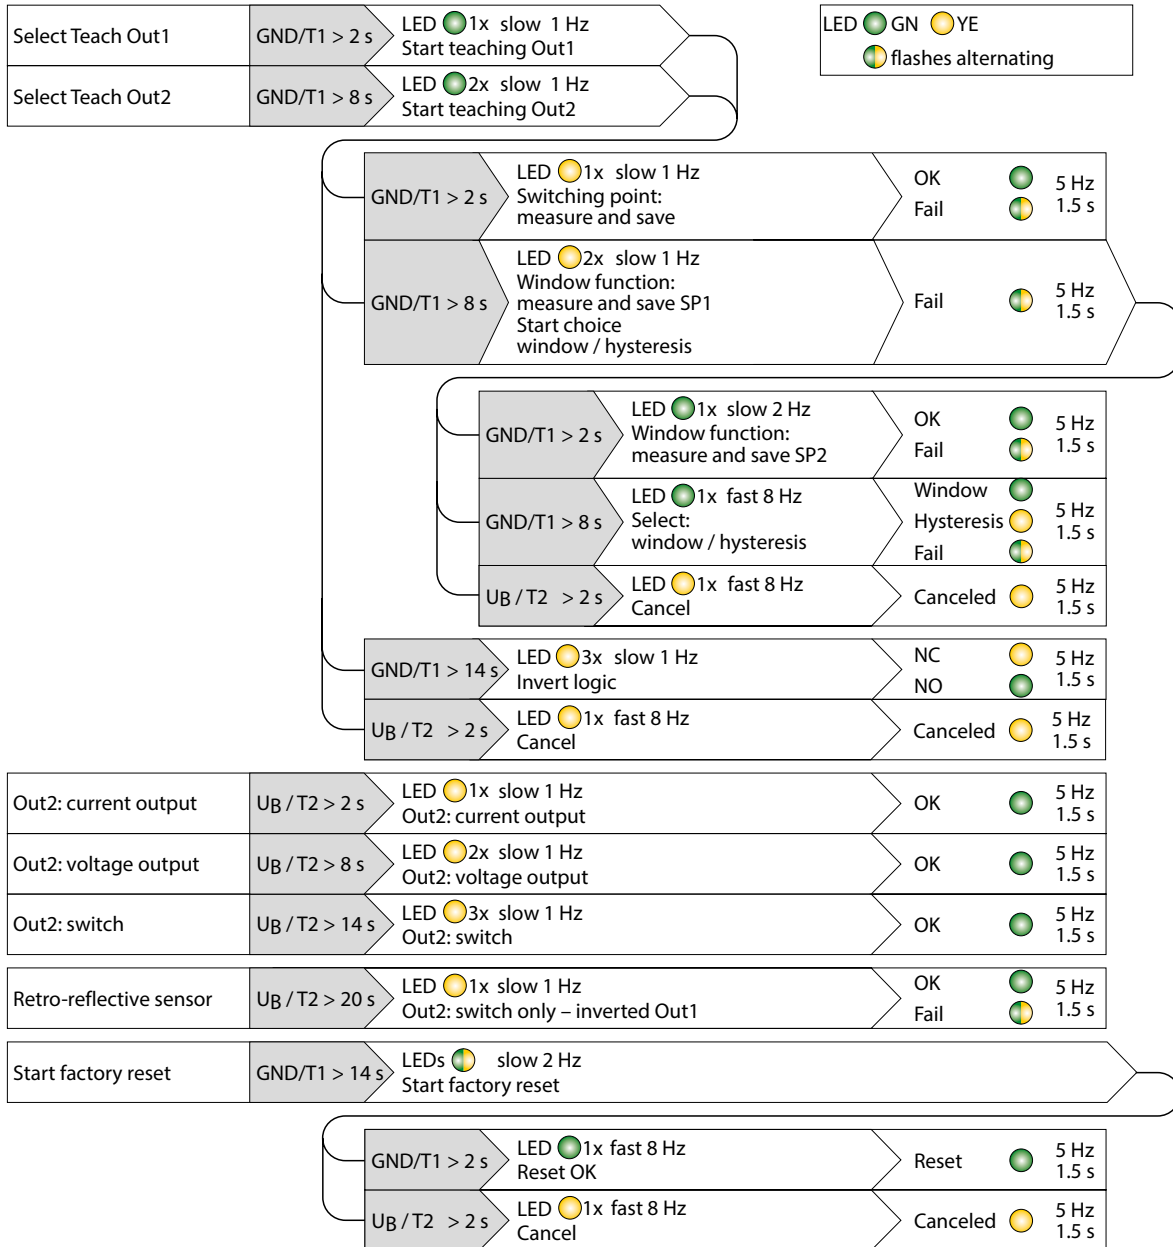 LED GN YE
flashes alternating
Select Teach Out1
GND/T1 > 2 s
LED 1x slow 1 Hz
Start teaching Out1
Select Teach Out2
GND/T1 > 8 s
LED 2x slow 1 Hz
Start teaching Out2
GND/T1 > 2 s
LED 1x slow 1 Hz
Switching point:
measure and save
OK
Fail
5 Hz
1.5 s
GND/T1 > 8 s
LED 2x slow 1 Hz
Window function:
measure and save SP1
Start choice
window / hysteresis
Fail
5 Hz
1.5 s
GND/T1 > 2 s
LED 1x slow 2 Hz
Window function:
measure and save SP2
OK
Fail
5 Hz
1.5 s
GND/T1 > 8 s
LED 1x fast 8 Hz
Select:
window / hysteresis
Window
Hysteresis
Fail
5 Hz
1.5 s
UB / T2 > 2 s
LED 1x fast 8 Hz
Cancel
Canceled
5 Hz
1.5 s
GND/T1 > 14 s
LED 3x slow 1 Hz
Invert logic
NC
NO
5 Hz
1.5 s
UB / T2 > 2 s
LED 1x fast 8 Hz
Cancel
Canceled
5 Hz
1.5 s
Out2: current output
UB / T2 > 2 s
LED 1x slow 1 Hz
Out2: current output
OK
5 Hz
1.5 s
Out2: voltage output
UB / T2 > 8 s
LED 2x slow 1 Hz
Out2: voltage output
OK
5 Hz
1.5 s
Out2: switch
UB / T2 > 14 s
LED 3x slow 1 Hz
Out2: switch
OK
5 Hz
1.5 s
Retro-reflective sensor
UB / T2 > 20 s
LED 1x slow 1 Hz
Out2: switch only – inverted Out1
OK
Fail
5 Hz
1.5 s
Start factory reset
GND/T1 > 14 s
LEDs slow 2 Hz
Start factory reset
GND/T1 > 2 s
LED 1x fast 8 Hz
Reset OK
Reset
5 Hz
1.5 s
UB / T2 > 2 s
LED 1x fast 8 Hz
Cancel
Canceled
5 Hz
1.5 s